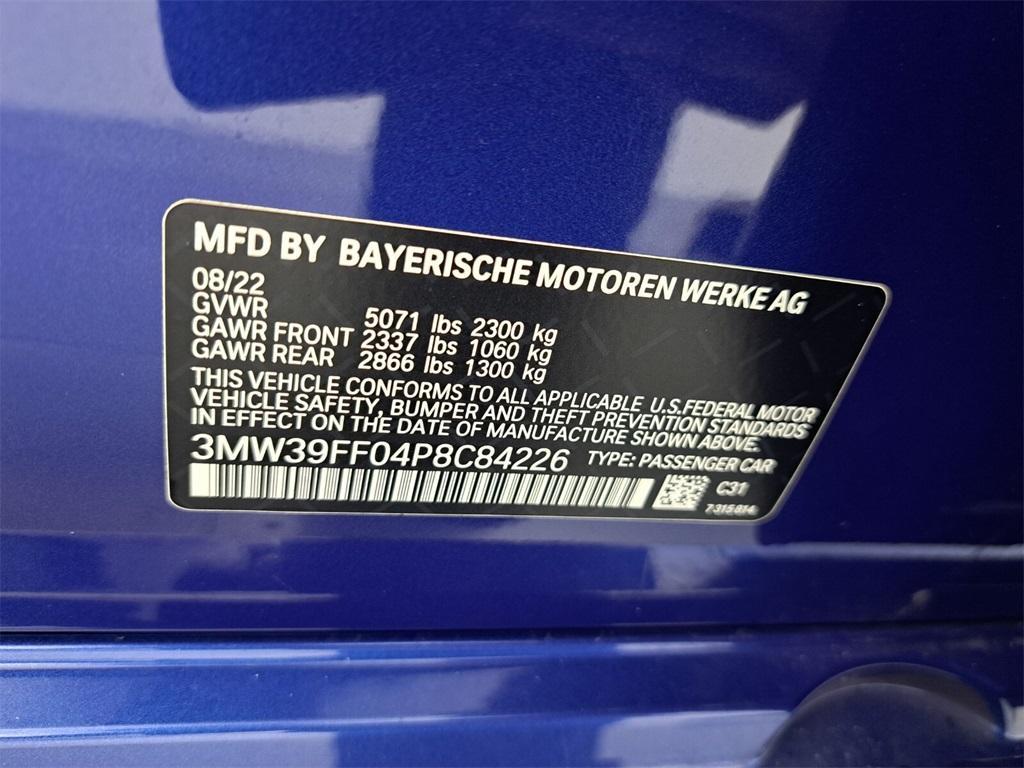 MFD BY BAYERISCHE MOTOREN WERKE AG
08/22
GVWR 5071 lbs 2300 kg
GAWR FRONT 2337 lbs 1060 kg
GAWR REAR 2866 lbs 1300 kg
THIS VEHICLE CONFORMS TO ALL APPLICABLE U.S.FEDERAL MOTOR
VEHICLE SAFETY, BUMPER AND THEFT PREVENTION STANDARDS
IN EFFECT ON THE DATE OF MANUFACTURE SHOWN ABOVE.
3MW39FF04P8C84226 TYPE: PASSENGER CAR
C31
7315814